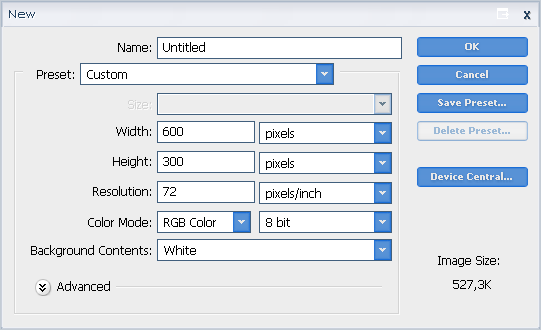 New
Name: Untitled
OK
Preset: Custom
Cancel
Size:
Save Preset...
Width: 600 pixels
Delete Preset...
Height: 300 pixels
Resolution: 72 pixels/inch
Device Central...
Color Mode: RGB Color 8 bit
Background Contents: White
Image Size:
527,3K
Advanced